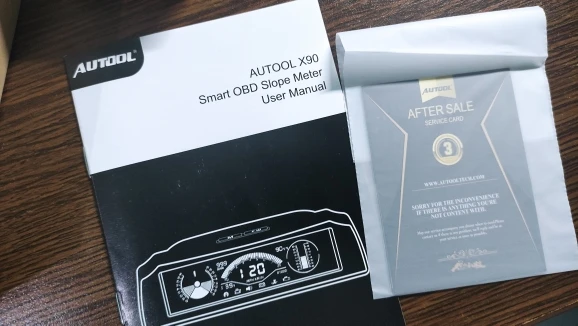 AUTOOL
AUTOOL X90
Smart OBD Slope Meter
User Manual
120
AUTOOL
AFTER SALE
SERVICE CARD
3
WWW.AUTOOLTECH.COM
SORRY FOR THE INCONVENIENCE
IF THERE IS ANYTHING YOU'RE
NOT CONTENT WITH.